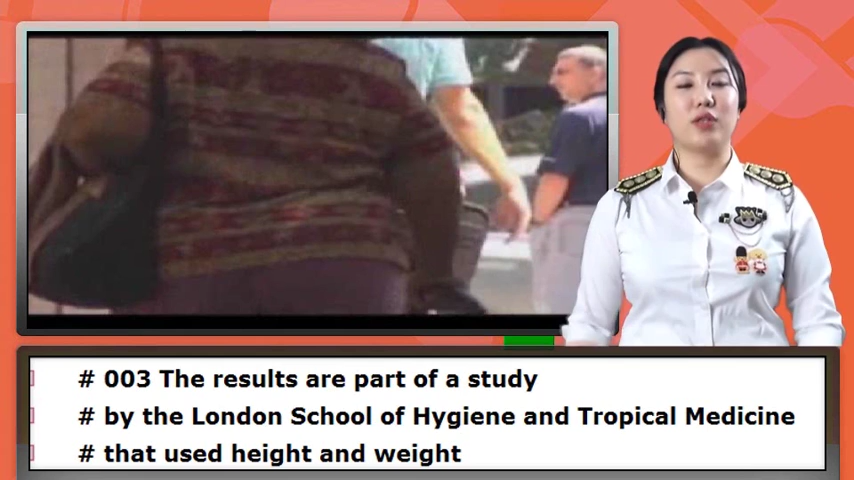 # 003 The results are part of a study
# by the London School of Hygiene and Tropical Medicine
# that used height and weight